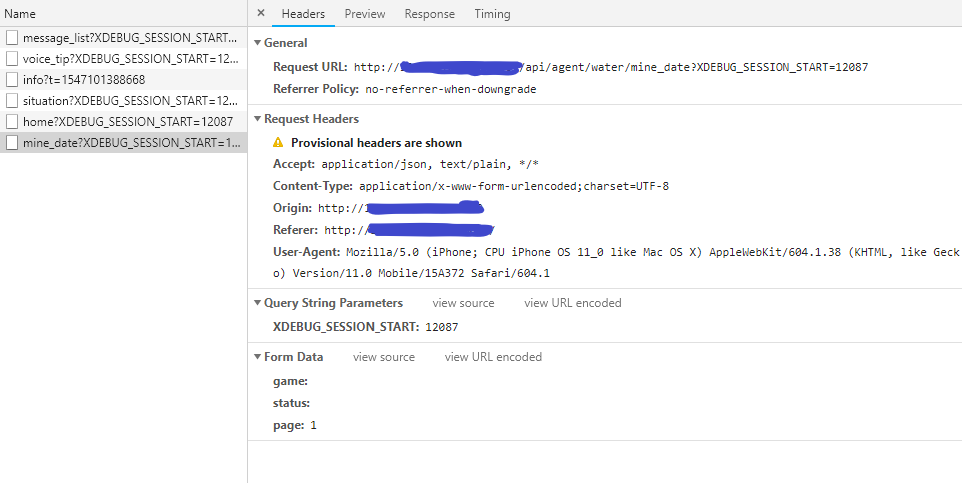 Name
message_list?XDEBUG_SESSION_START...
voice_tip?XDEBUG_SESSION_START=12...
info?t=1547101388668
situation?XDEBUG_SESSION_START=12...
home?XDEBUG_SESSION_START=12087
mine_date?XDEBUG_SESSION_START=1...
× Headers Preview Response Timing
General
Request URL: http:// /api/agent/water/mine_date?XDEBUG_SESSION_START=12087
Referrer Policy: no-referrer-when-downgrade
Request Headers
Provisional headers are shown
Accept: application/json, text/plain, */*
Content-Type: application/x-www-form-urlencoded;charset=UTF-8
Origin: http://
Referer: http:// /
User-Agent: Mozilla/5.0 (iPhone; CPU iPhone OS 11_0 like Mac OS X) AppleWebKit/604.1.38 (KHTML, like Geck
o) Version/11.0 Mobile/15A372 Safari/604.1
Query String Parameters view source view URL encoded
XDEBUG_SESSION_START: 12087
Form Data view source view URL encoded
game:
status:
page: 1